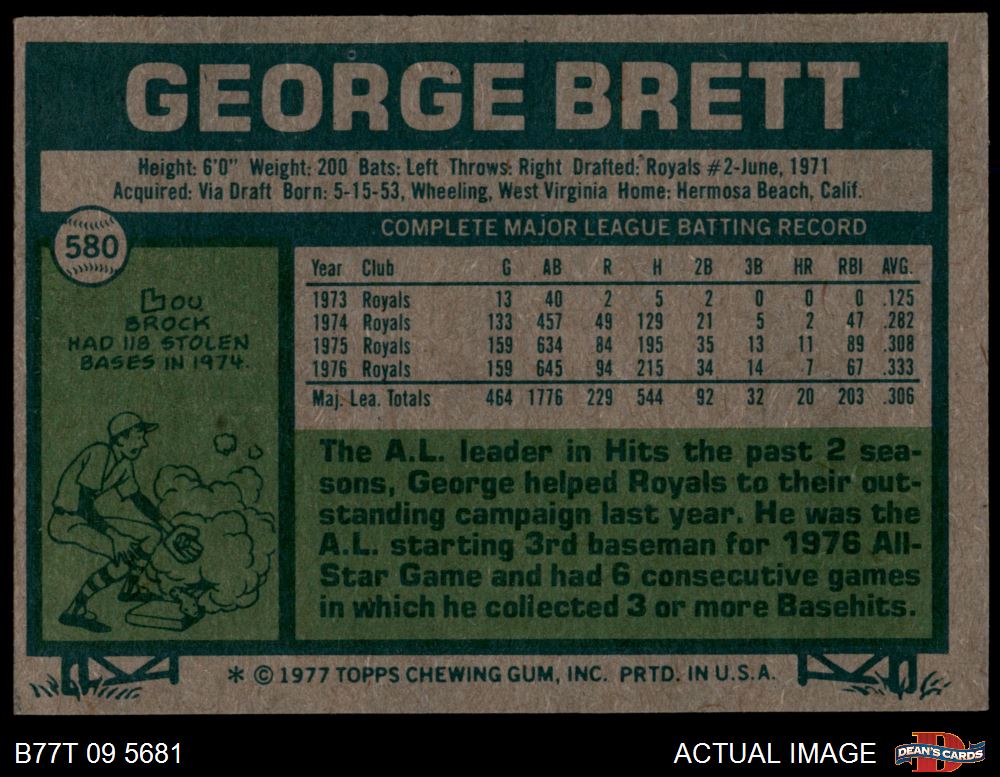 GEORGE BRETT
Height: 6'0" Weight: 200 Bats: Left Throws: Right Drafted: Royals #2-June, 1971
Acquired: Via Draft Born: 5-15-53, Wheeling, West Virginia Home: Hermosa Beach, Calif.
580
COMPLETE MAJOR LEAGUE BATTING RECORD
LOU
BROCK
HAD 118 STOLEN
BASES IN 1974.
Year Club G AB R H 2B 3B HR RBI AVG.
1973 Royals 13 40 2 5 2 0 0 0 .125
1974 Royals 133 457 49 129 21 5 2 47 .282
1975 Royals 159 634 84 195 35 13 11 89 .308
1976 Royals 159 645 94 215 34 14 7 67 .333
Maj. Lea. Totals 464 1776 229 544 92 32 20 203 .306
The A.L. leader in Hits the past 2 sea-
sons, George helped Royals to their out-
standing campaign last year. He was the
A.L. starting 3rd baseman for 1976 All-
Star Game and had 6 consecutive games
in which he collected 3 or more Basehits.
* © 1977 TOPPS CHEWING GUM, INC. PRTD. IN U.S.A.
B77T 09 5681
ACTUAL IMAGE
DEAN'S CARDS